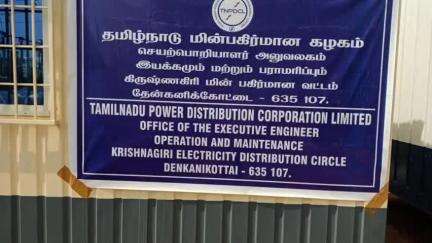 TNPDCL
தமிழ்நாடு மின்பகிர்மான கழகம்
செயற்பொறியாளர் அலுவலகம்
இயக்கமும் மற்றும் பராமரிப்பும்
கிருஷ்ணகிரி மின் பகிர்மான வட்டம்
தேன்கனிக்கோட்டை - 635 107.
TAMILNADU POWER DISTRIBUTION CORPORATION LIMITED
OFFICE OF THE EXECUTIVE ENGINEER
OPERATION AND MAINTENANCE
KRISHNAGIRI ELECTRICITY DISTRIBUTION CIRCLE
DENKANIKOTTAI - 635 107.